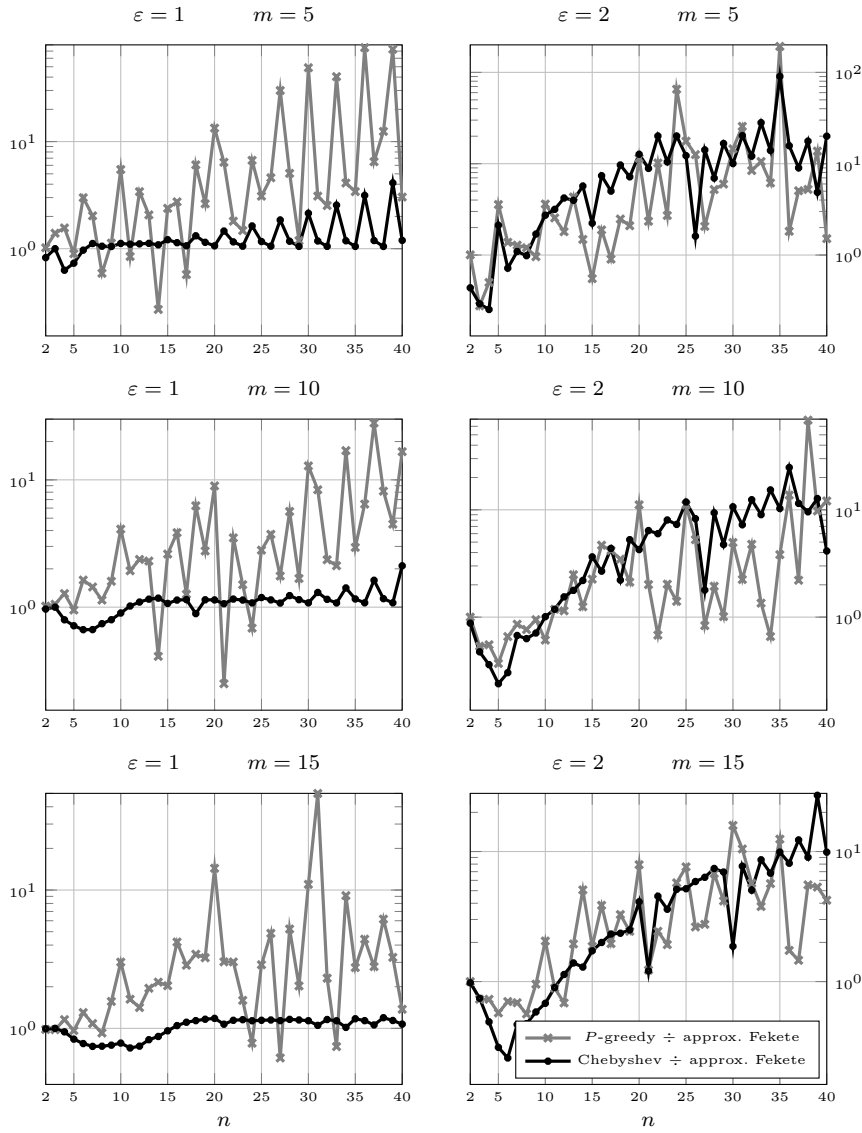 ε = 1 m = 5
ε = 2 m = 5
10^1
10^0
10^2
10^1
10^0
2 5 10 15 20 25 30 35 40
2 5 10 15 20 25 30 35 40
ε = 1 m = 10
ε = 2 m = 10
10^1
10^0
10^1
10^0
2 5 10 15 20 25 30 35 40
2 5 10 15 20 25 30 35 40
ε = 1 m = 15
ε = 2 m = 15
10^1
10^0
10^1
10^0
P-greedy ÷ approx. Fekete
Chebyshev ÷ approx. Fekete
2 5 10 15 20 25 30 35 40
2 5 10 15 20 25 30 35 40
n
n